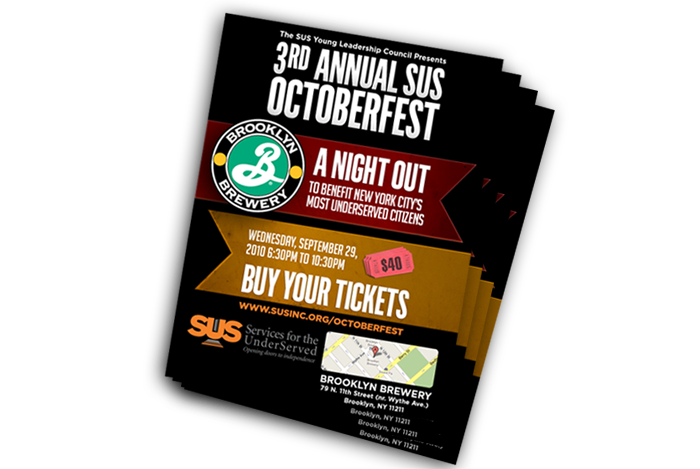 The SUS Young Leadership Council Presents
3RD ANNUAL SUS
OCTOBERFEST
BROOKLYN
B
BREWERY
A NIGHT OUT
TO BENEFIT NEW YORK CITY'S
MOST UNDERSERVED CITIZENS
WEDNESDAY, SEPTEMBER 29,
2010 6:30PM TO 10:30PM
$40
BUY YOUR TICKETS
WWW.SUSINC.ORG/OCTOBERFEST
SUS
Services for the
UnderServed
Opening doors to independence
BROOKLYN BREWERY
79 N. 11th Street (nr. Wythe Ave.)
Brooklyn, NY 11211
Brooklyn, NY 11211
Brooklyn, NY 11211
Brooklyn, NY 11211